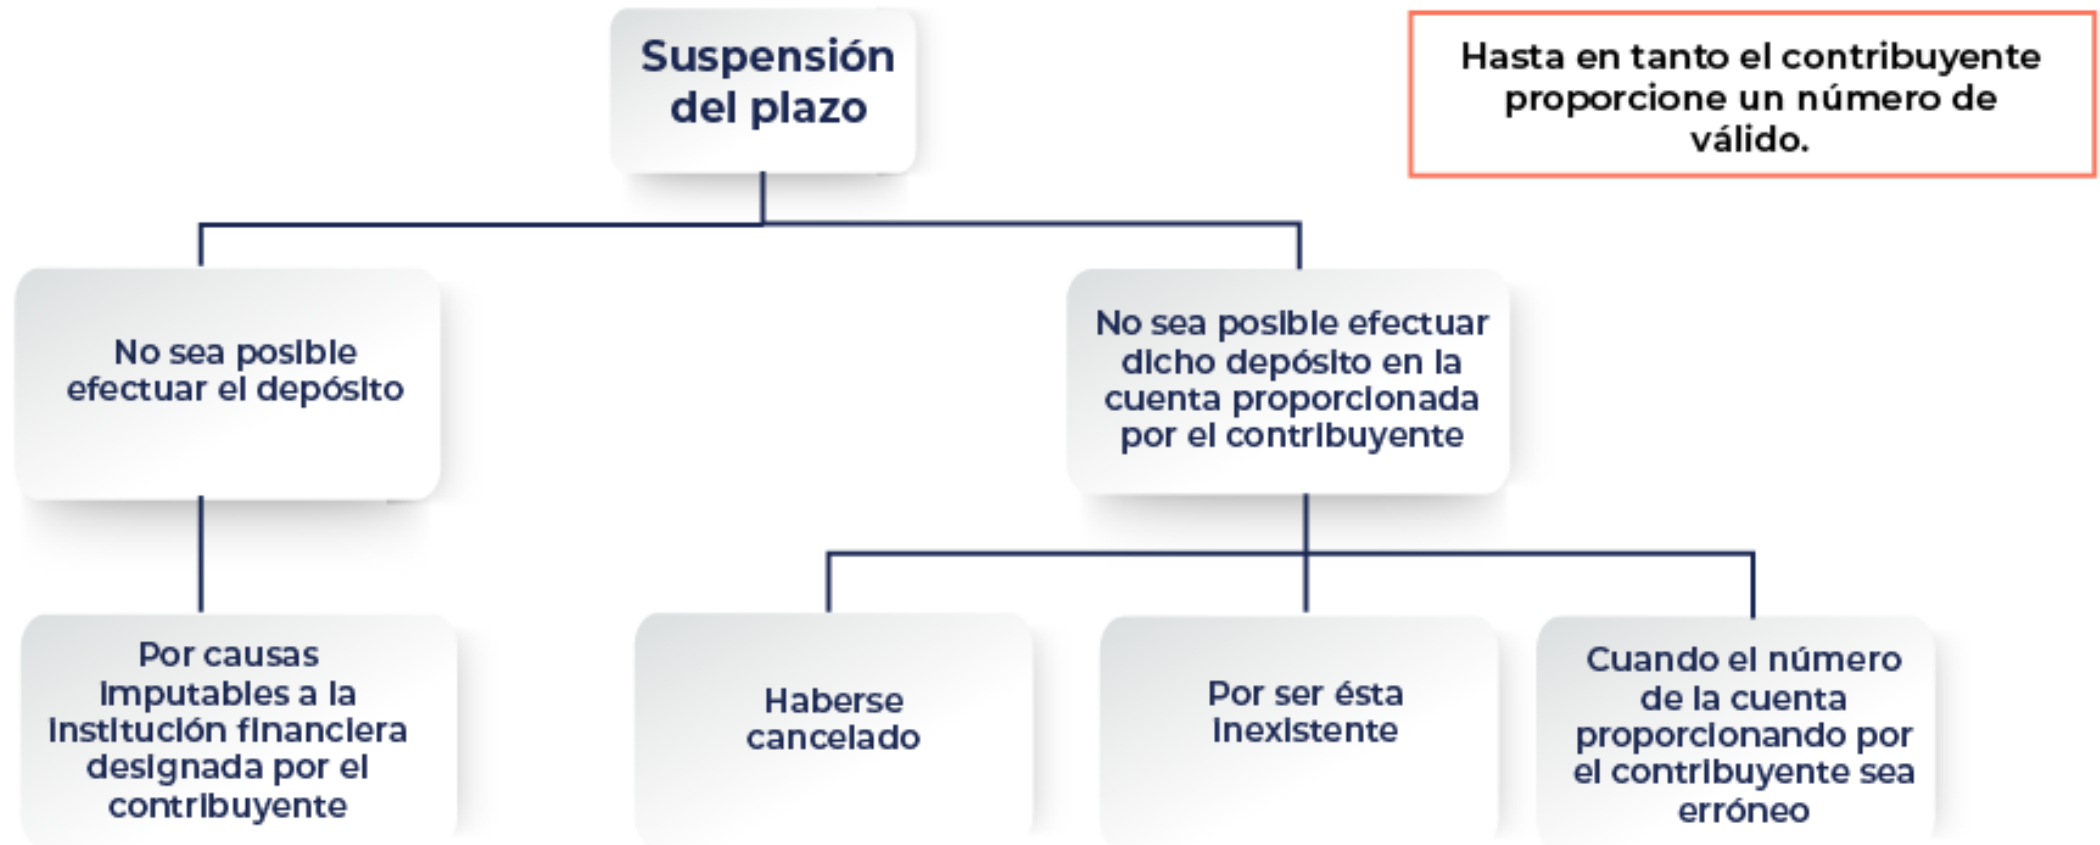 Suspensión
del plazo
Hasta en tanto el contribuyente
proporcione un número de
válido.
No sea posible
efectuar el depósito
No sea posible efectuar
dicho depósito en la
cuenta proporcionada
por el contribuyente
Por causas
imputables a la
institución financiera
designada por el
contribuyente
Haberse
cancelado
Por ser ésta
inexistente
Cuando el número
de la cuenta
proporcionando por
el contribuyente sea
erróneo